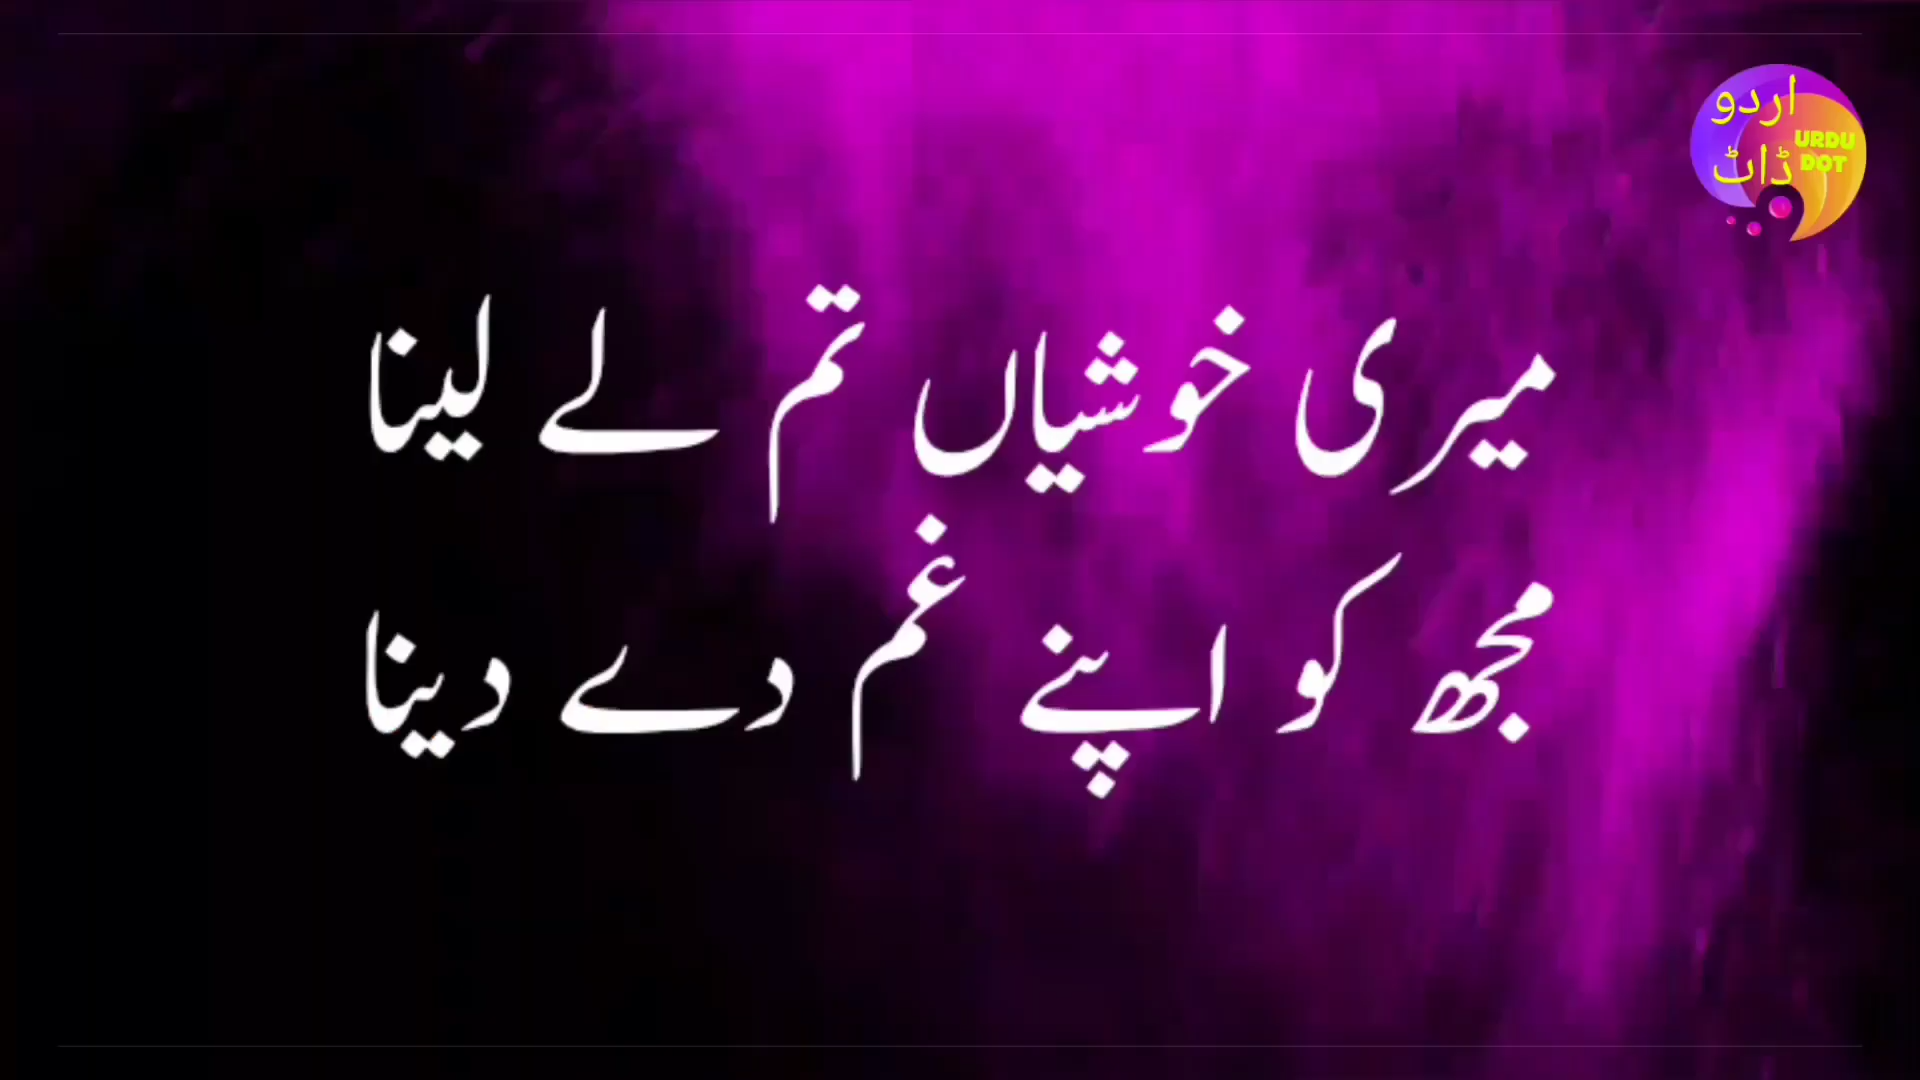 اردو
ڈاٹ
URDU
DOT
میری خوشیاں تم لے لینا
مجھ کو اپنے غم دے دینا